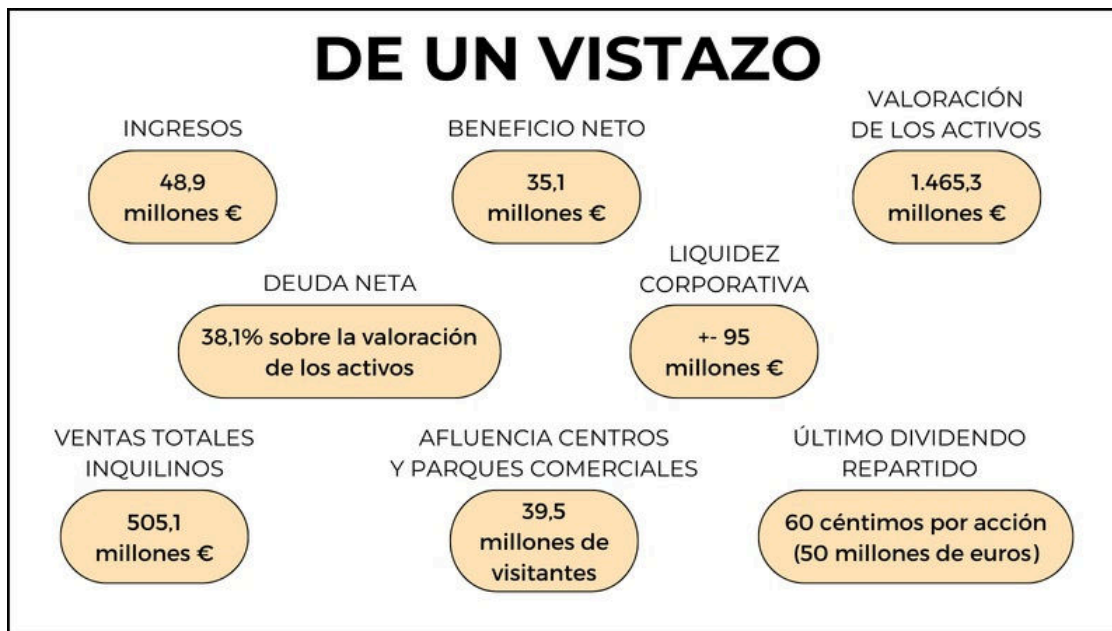 DE UN VISTAZO
INGRESOS
48,9
millones €
BENEFICIO NETO
35,1
millones €
VALORACIÓN
DE LOS ACTIVOS
1.465,3
millones €
DEUDA NETA
38,1% sobre la valoración
de los activos
LIQUIDEZ
CORPORATIVA
+- 95
millones €
VENTAS TOTALES
INQUILINOS
505,1
millones €
AFLUENCIA CENTROS
Y PARQUES COMERCIALES
39,5
millones de
visitantes
ÚLTIMO DIVIDENDO
REPARTIDO
60 céntimos por acción
(50 millones de euros)